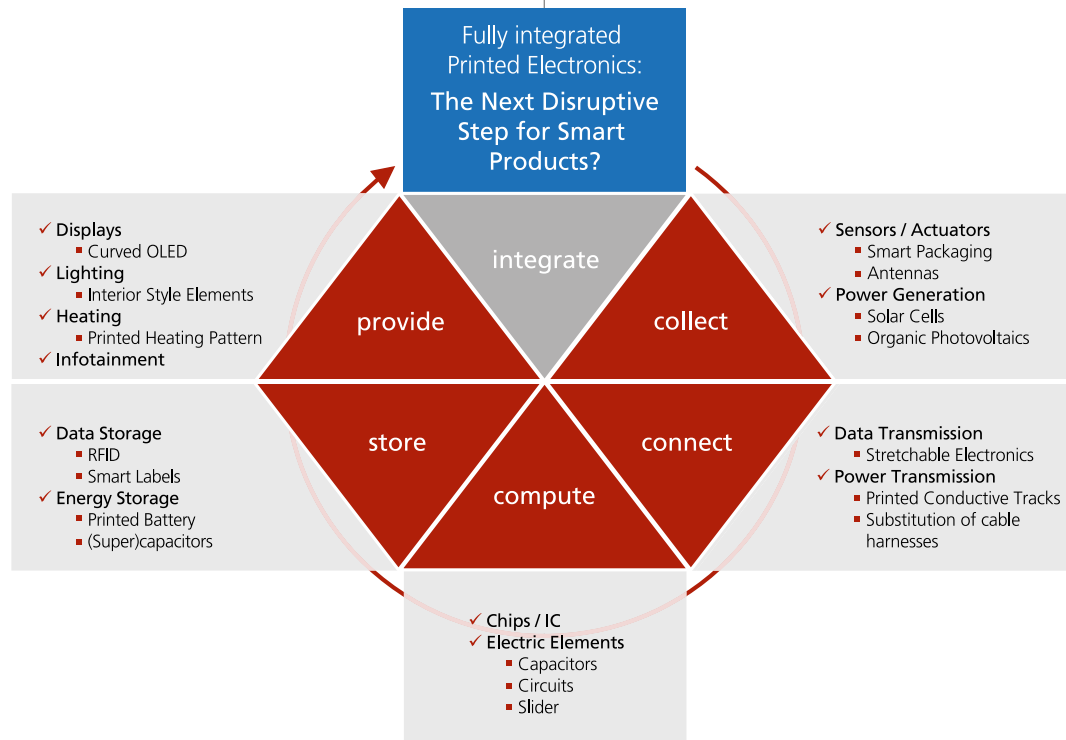 Fully integrated
Printed Electronics:
The Next Disruptive
Step for Smart
Products?
integrate
collect
connect
compute
store
provide
✓ Sensors / Actuators
▪ Smart Packaging
▪ Antennas
✓ Power Generation
▪ Solar Cells
▪ Organic Photovoltaics
✓ Data Transmission
▪ Stretchable Electronics
✓ Power Transmission
▪ Printed Conductive Tracks
▪ Substitution of cable
harnesses
✓ Chips / IC
✓ Electric Elements
▪ Capacitors
▪ Circuits
▪ Slider
✓ Data Storage
▪ RFID
▪ Smart Labels
✓ Energy Storage
▪ Printed Battery
▪ (Super)capacitors
✓ Displays
▪ Curved OLED
✓ Lighting
▪ Interior Style Elements
✓ Heating
▪ Printed Heating Pattern
✓ Infotainment